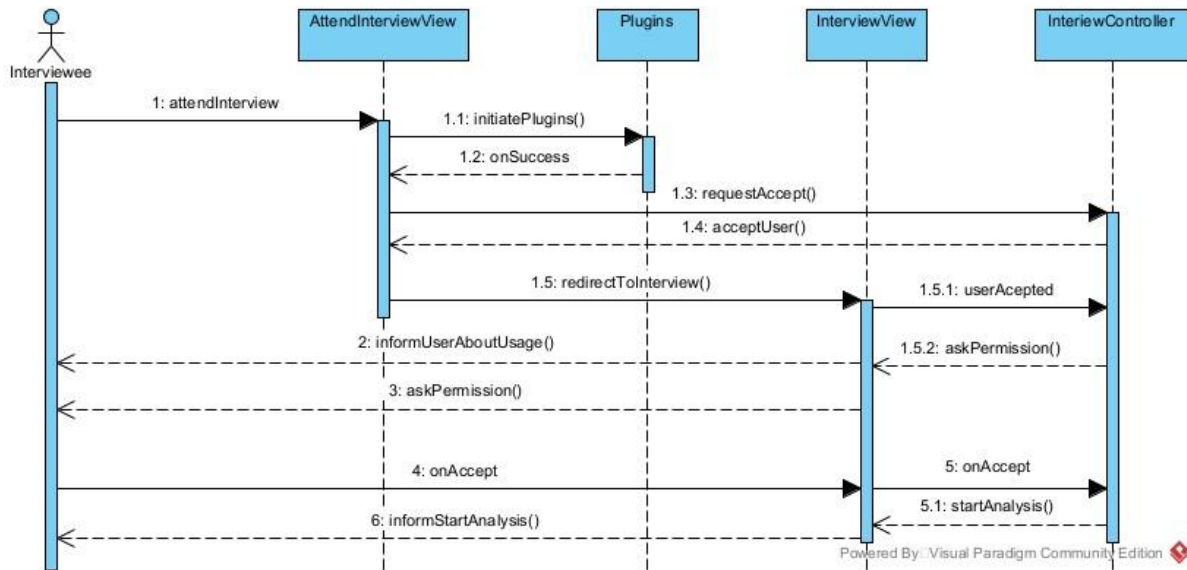 AttendInterviewView
Plugins
InterviewView
InteriewController
Interviewee
1: attendInterview
1.1: initiatePlugins()
1.2: onSuccess
1.3: requestAccept()
1.4: acceptUser()
1.5: redirectToInterview()
1.5.1: userAcepted
2: informUserAboutUsage()
1.5.2: askPermission()
3: askPermission()
4: onAccept
5: onAccept
5.1: startAnalysis()
6: informStartAnalysis()
Powered By Visual Paradigm Community Edition